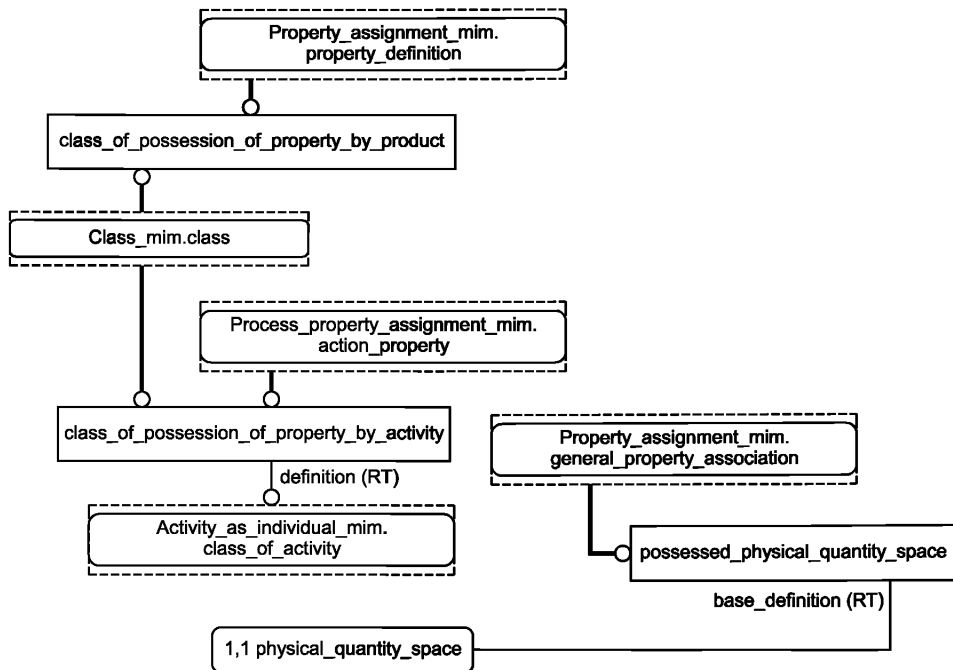 Property_assignment_mim.
property_definition
class_of_possession_of_property_by_product
Class_mim.class
Process_property_assignment_mim.
action_property
class_of_possession_of_property_by_activity
Property_assignment_mim.
general_property_association
definition (RT)
Activity_as_individual_mim.
class_of_activity
possessed_physical_quantity_space
base_definition (RT)
1,1 physical_quantity_space